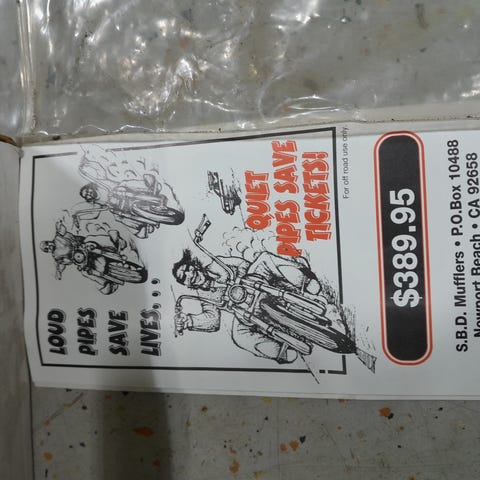 LOUD
PIPES
SAVE
LIVES,,,
QUIET
PIPES SAVE
TICKETS!
For off road use only.
$389.95
S.B.D. Mufflers • P.O.Box 10488
Newport Beach • CA 92658